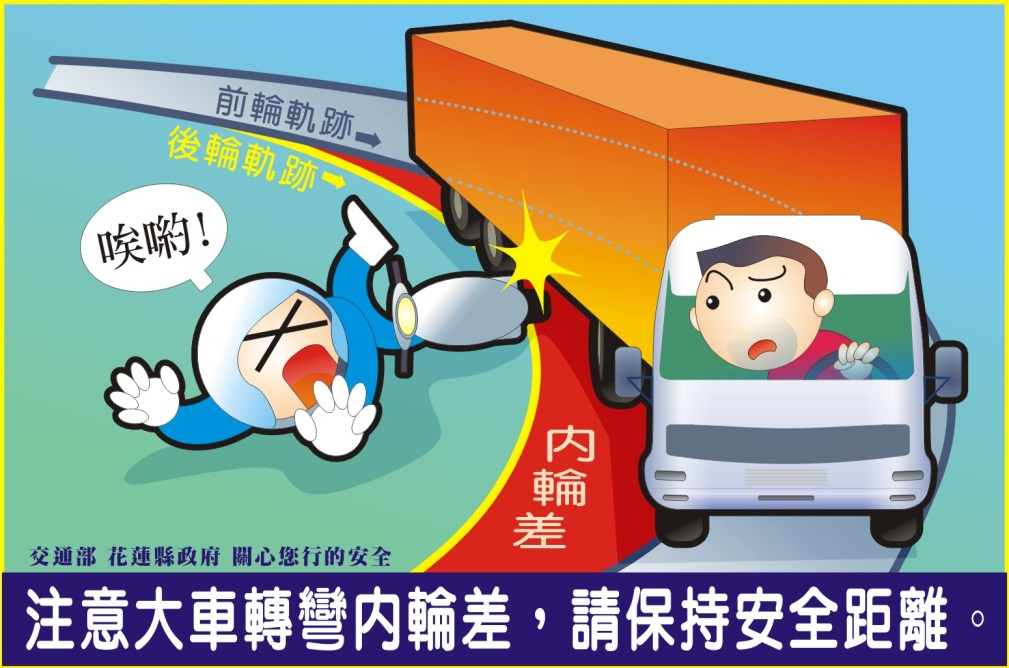 前輪軌跡
後輪軌跡
唉喲!
內輪差
交通部 花蓮縣政府 關心您行的安全
注意大車轉彎內輪差，請保持安全距離。